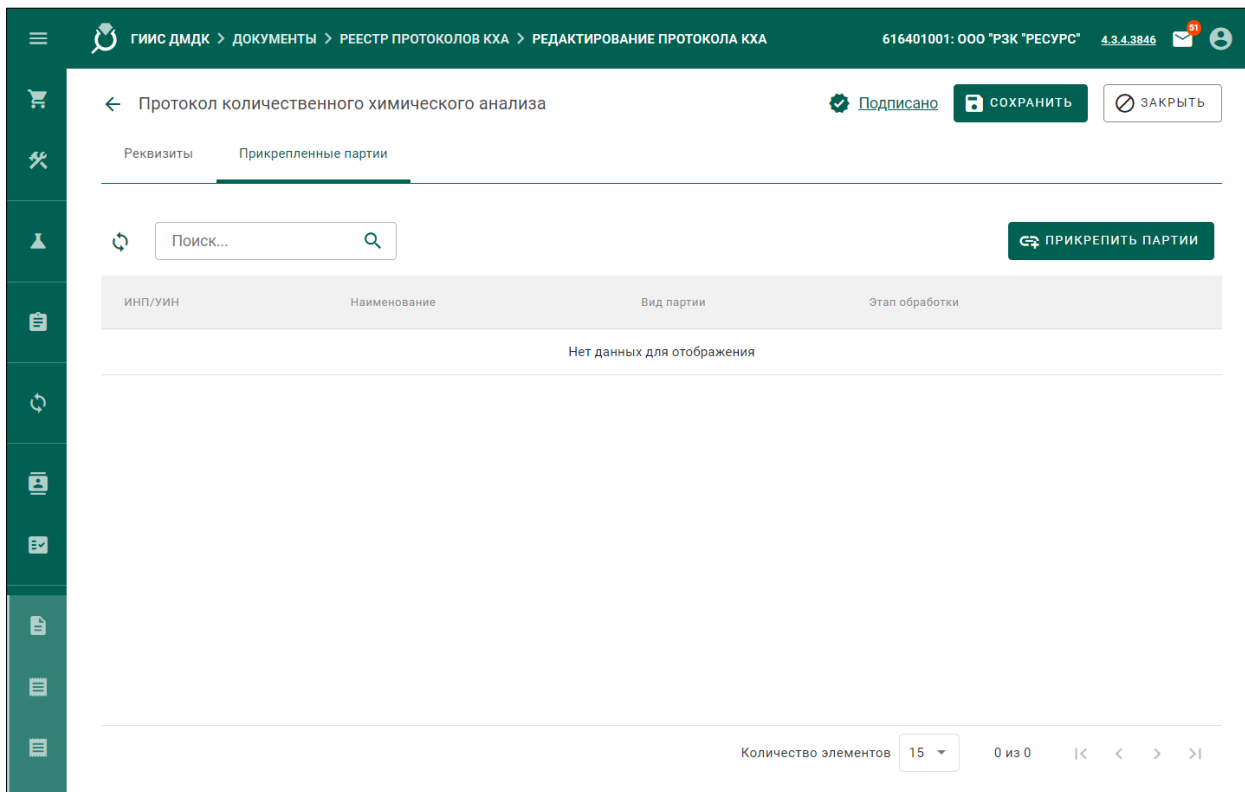 ГИИС ДМДК > ДОКУМЕНТЫ > РЕЕСТР ПРОТОКОЛОВ КХА > РЕДАКТИРОВАНИЕ ПРОТОКОЛА КХА 616401001: ООО "РЗК "РЕСУРС" 4.3.4.3846 51
Протокол количественного химического анализа Подписано СОХРАНИТЬ ЗАКРЫТЬ
Реквизиты Прикрепленные партии
Поиск... ПРИКРЕПИТЬ ПАРТИИ
ИНП/УИН Наименование Вид партии Этап обработки
Нет данных для отображения
Количество элементов 15 0 из 0